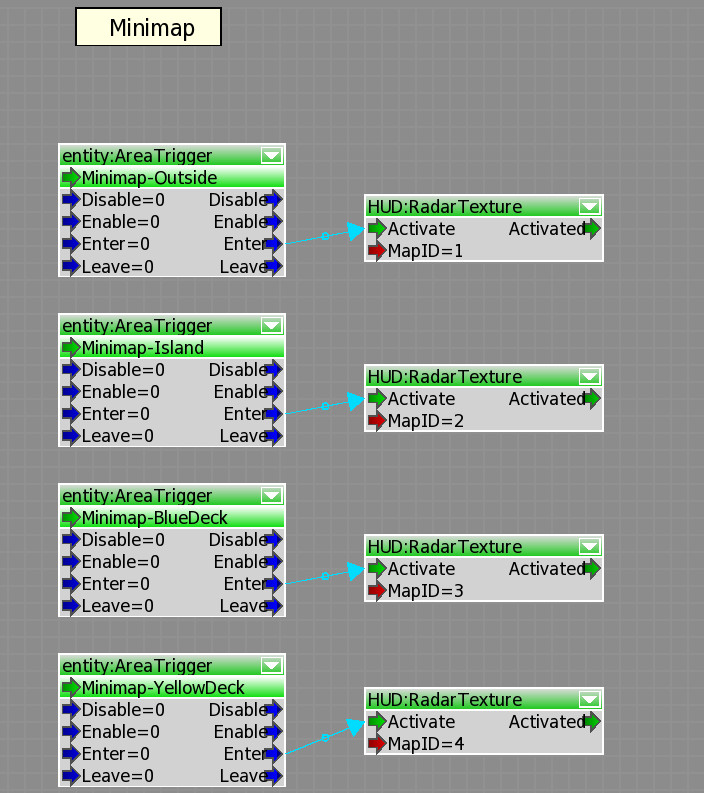 Minimap
entity:AreaTrigger
Minimap-Outside
Disable=0 Disable
Enable=0 Enable
Enter=0 Enter
Leave=0 Leave
HUD:RadarTexture
Activate Activated
MapID=1
e
entity:AreaTrigger
Minimap-Island
Disable=0 Disable
Enable=0 Enable
Enter=0 Enter
Leave=0 Leave
HUD:RadarTexture
Activate Activated
MapID=2
e
entity:AreaTrigger
Minimap-BlueDeck
Disable=0 Disable
Enable=0 Enable
Enter=0 Enter
Leave=0 Leave
HUD:RadarTexture
Activate Activated
MapID=3
e
entity:AreaTrigger
Minimap-YellowDeck
Disable=0 Disable
Enable=0 Enable
Enter=0 Enter
Leave=0 Leave
HUD:RadarTexture
Activate Activated
MapID=4
e